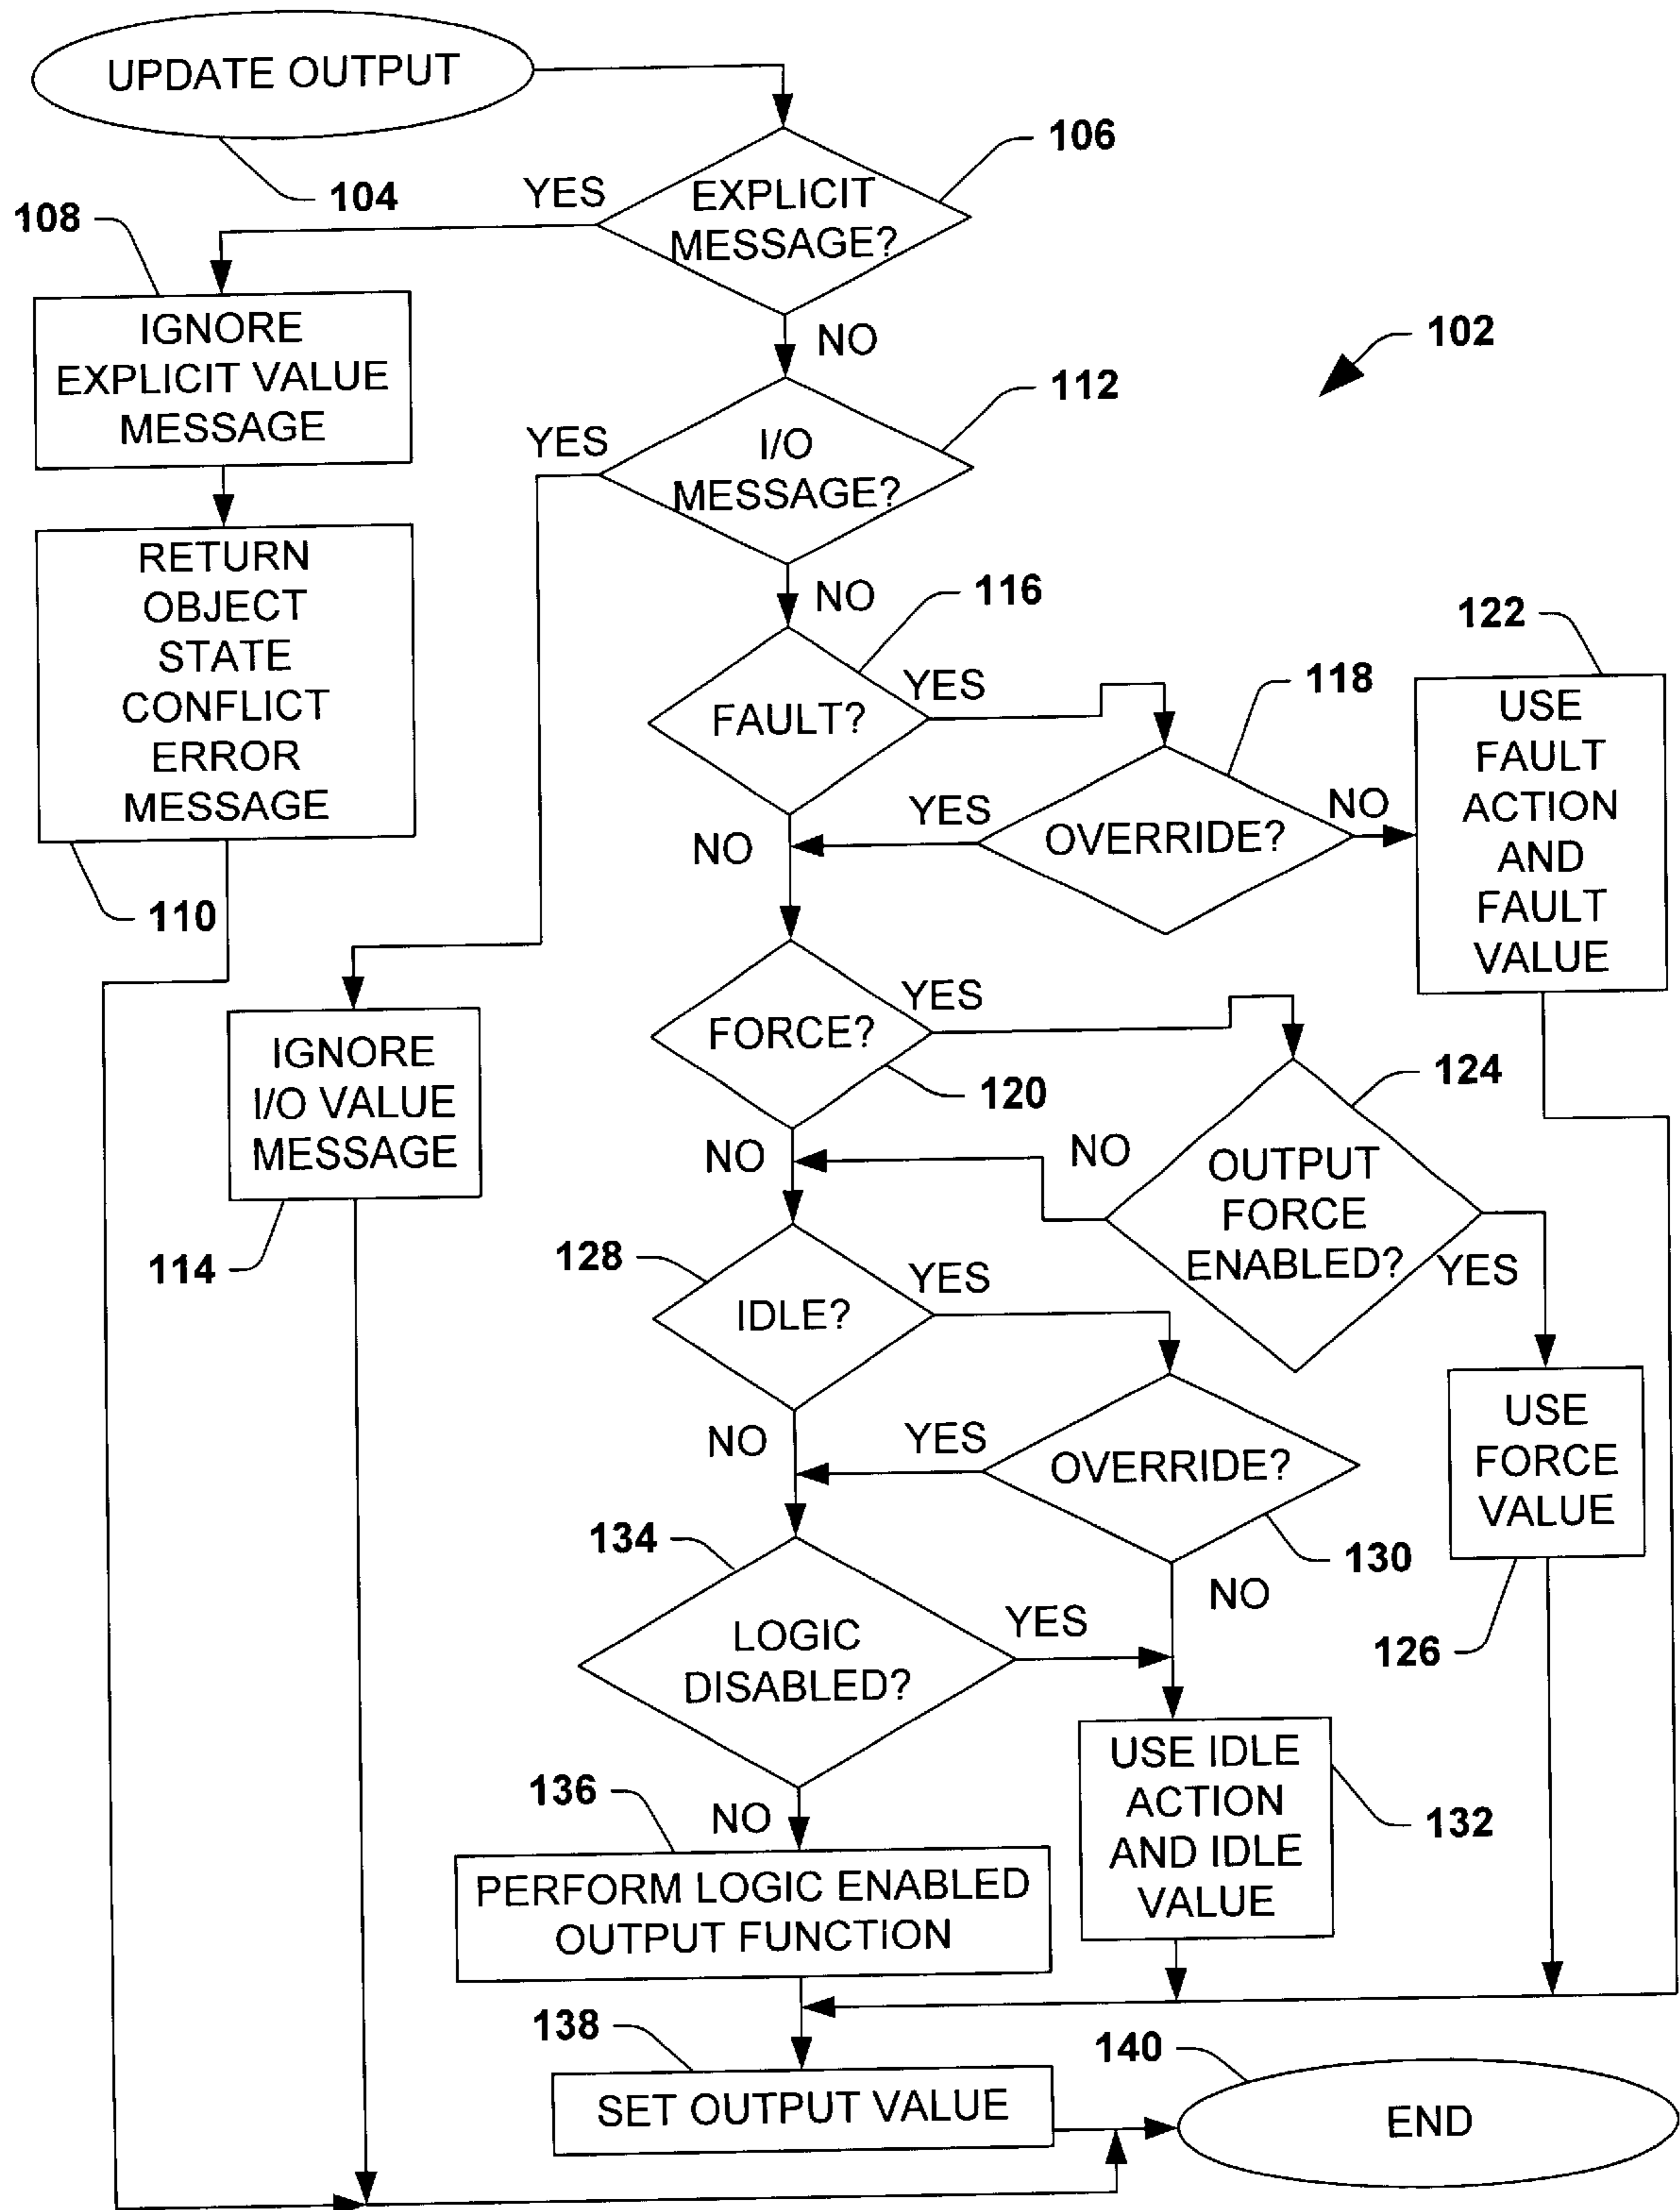 UPDATE OUTPUT
104
106
EXPLICIT
MESSAGE?
YES
NO
108
IGNORE
EXPLICIT VALUE
MESSAGE
102
112
I/O
MESSAGE?
YES
NO
RETURN
OBJECT
STATE
CONFLICT
ERROR
MESSAGE
110
116
FAULT?
YES
NO
118
OVERRIDE?
YES
NO
122
USE
FAULT
ACTION
AND
FAULT
VALUE
IGNORE
I/O VALUE
MESSAGE
114
FORCE?
YES
120
NO
124
OUTPUT
FORCE
ENABLED?
NO
YES
128
IDLE?
YES
NO
OVERRIDE?
YES
130
NO
USE
FORCE
VALUE
126
134
LOGIC
DISABLED?
YES
NO
USE IDLE
ACTION
AND IDLE
VALUE
132
136
PERFORM LOGIC ENABLED
OUTPUT FUNCTION
138
SET OUTPUT VALUE
140
END